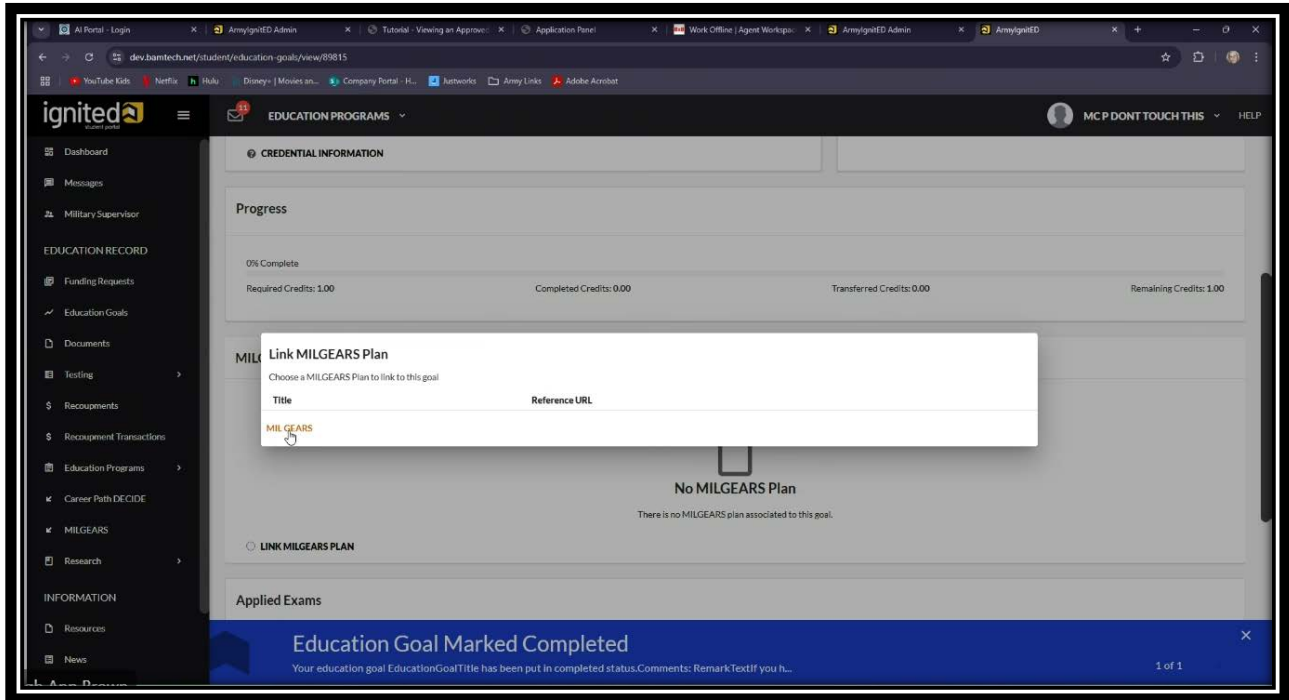 AI Portal - Login
ArmyIgnitED Admin
Tutorial - Viewing an Approved
Application Panel
Work Offline | Agent Workspac
ArmyIgnitED Admin
ArmyIgnitED
dev.bamtech.net/student/education-goals/view/89815
YouTube Kids
Netflix
Hulu
Disney+ | Movies an...
Company Portal - H...
Justworks
Army Links
Adobe Acrobat
ignited
student portal
11
EDUCATION PROGRAMS
MC P DONT TOUCH THIS
HELP
Dashboard
Messages
Military Supervisor
EDUCATION RECORD
Funding Requests
Education Goals
Documents
Testing
Recoupments
Recoupment Transactions
Education Programs
Career Path DECIDE
MILGEARS
Research
INFORMATION
Resources
News
CREDENTIAL INFORMATION
Progress
0% Complete
Required Credits: 1.00
Completed Credits: 0.00
Transferred Credits: 0.00
Remaining Credits: 1.00
Link MILGEARS Plan
Choose a MILGEARS Plan to link to this goal
Title
Reference URL
MIL GEARS
No MILGEARS Plan
There is no MILGEARS plan associated to this goal.
LINK MILGEARS PLAN
Applied Exams
Education Goal Marked Completed
Your education goal EducationGoalTitle has been put in completed status.Comments: RemarkTextIf you h...
1 of 1